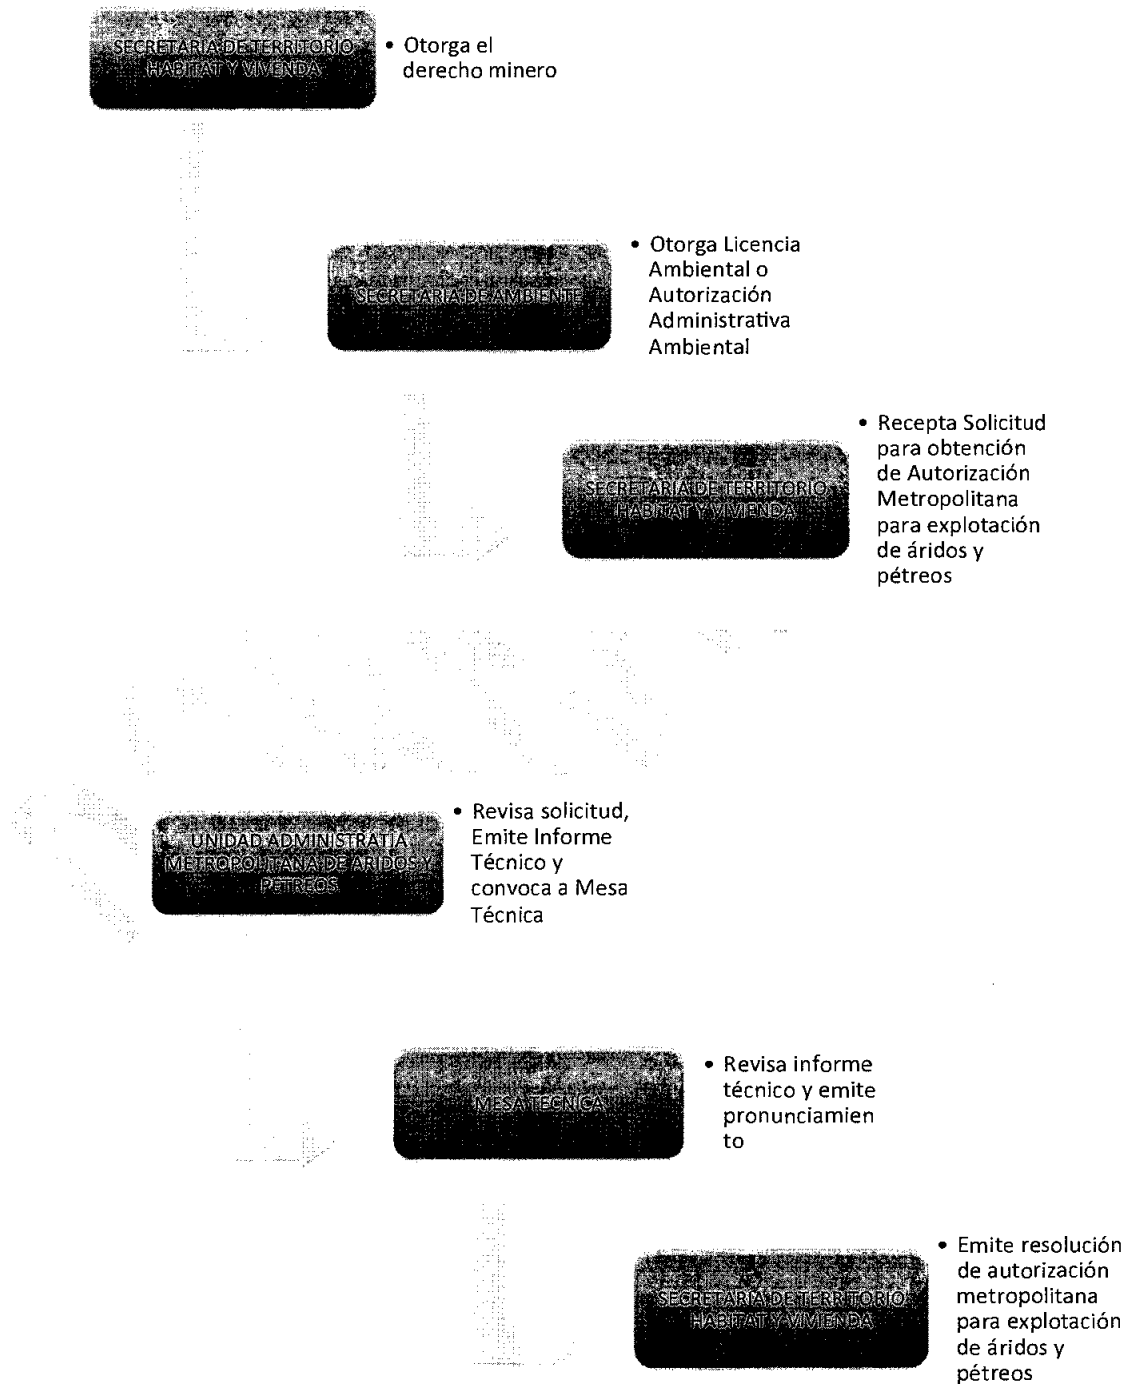 SECRETARIA DE TERRITORIO
HABITAT Y VIVENDA
• Otorga el
derecho minero
SECRETARIA DE AMBIENTE
• Otorga Licencia
Ambiental o
Autorización
Administrativa
Ambiental
SECRETARIA DE TERRITORIO
HABITAT Y VIVIENDA
• Recepta Solicitud
para obtención
de Autorización
Metropolitana
para explotación
de áridos y
pétreos
UNIDAD ADMINISTRATIA
METROPOLITANA DE ARIDOS Y
PETREOS
• Revisa solicitud,
Emite Informe
Técnico y
convoca a Mesa
Técnica
MESA TECNICA
• Revisa informe
técnico y emite
pronunciamien
to
SECRETARIA DE TERRITORIO
HABITAT Y VIVIENDA
• Emite resolución
de autorización
metropolitana
para explotación
de áridos y
pétreos